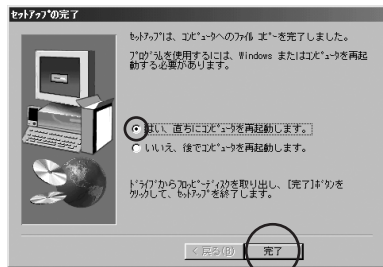 ｾｯﾄｱｯﾌﾟの完了
ｾｯﾄｱｯﾌﾟは、ｺﾝﾋﾟｭｰﾀへのﾌｧｲﾙ ｺﾋﾟｰを完了しました。
ﾌﾟﾛｸﾞﾗﾑを使用するには、Windows またはｺﾝﾋﾟｭｰﾀを再起
動する必要があります。
はい、直ちにｺﾝﾋﾟｭｰﾀを再起動します。
いいえ、後でｺﾝﾋﾟｭｰﾀを再起動します。
ﾄﾞﾗｲﾌﾞからﾌﾛｯﾋﾟｰﾃﾞｨｽｸを取り出し、[完了]ﾎﾞﾀﾝを
ｸﾘｯｸして、ｾｯﾄｱｯﾌﾟを終了します。
< 戻る(B)
完了